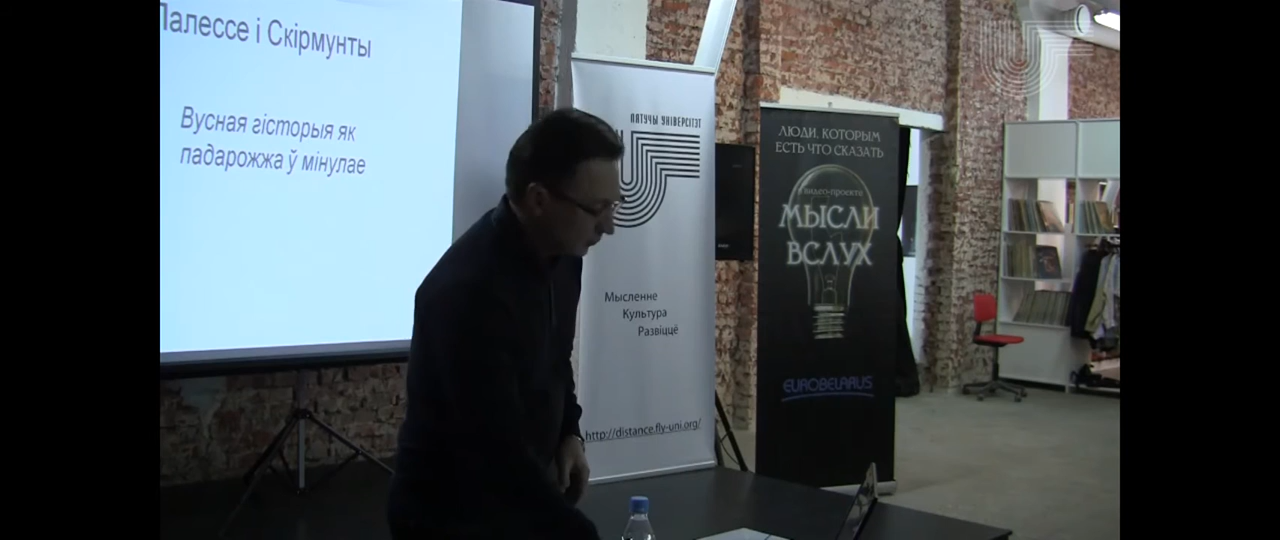 Палессе і Скірмунты
Вусная гісторыя як
падарожжа ў мінулае
ЛЯТУЧЫ УНІВЕРСІТЭТ
Мысленне
Культура
Развіццё
http://distance.fly-uni.org/
ЛЮДИ, КОТОРЫМ
ЕСТЬ ЧТО СКАЗАТЬ
видео-проекта
МЫСЛИ
ВСЛУХ
EUROBELARUS